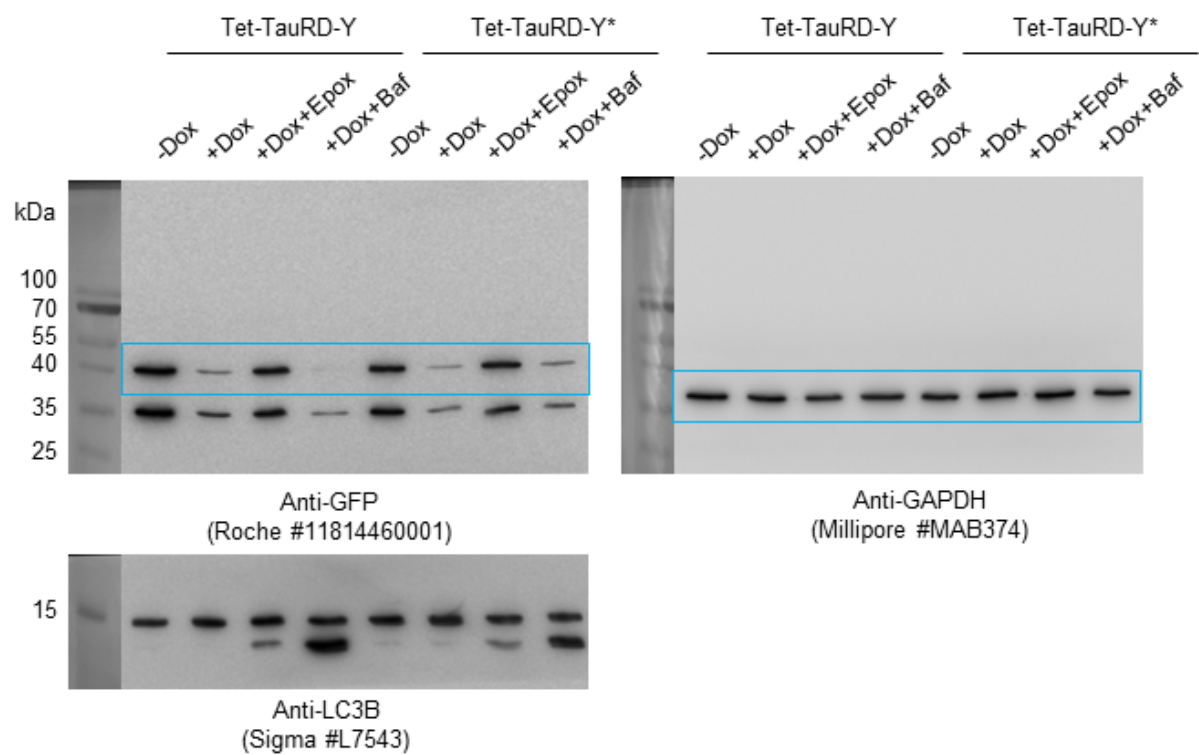 Tet-TauRD-Y
Tet-TauRD-Y*
Tet-TauRD-Y
Tet-TauRD-Y*
-Dox
+Dox
+Dox+Epox
+Dox+Baf
-Dox
+Dox
+Dox+Epox
+Dox+Baf
-Dox
+Dox
+Dox+Epox
+Dox+Baf
-Dox
+Dox
+Dox+Epox
+Dox+Baf
kDa
100
70
55
40
35
25
Anti-GFP
(Roche #11814460001)
Anti-GAPDH
(Millipore #MAB374)
15
Anti-LC3B
(Sigma #L7543)